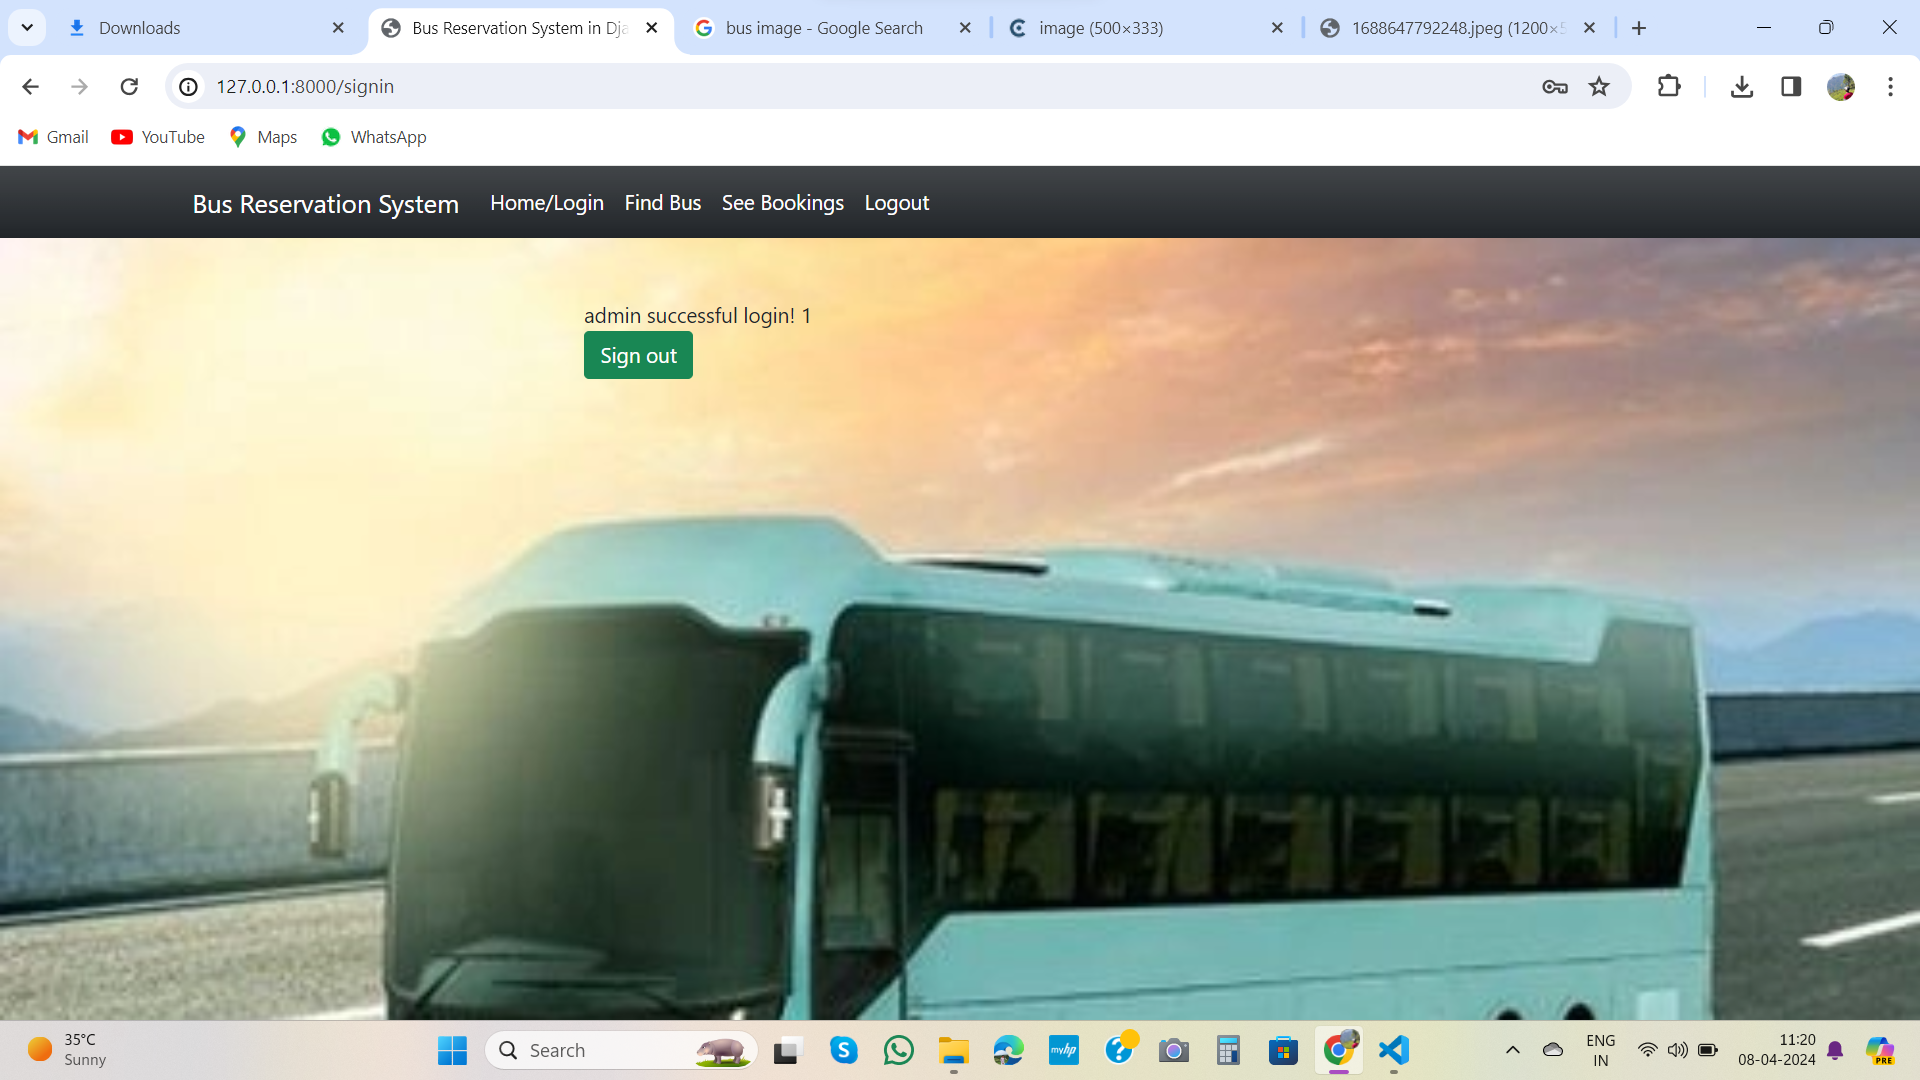 Downloads
Bus Reservation System in Dja
bus image - Google Search
image (500×333)
1688647792248.jpeg (1200×5
127.0.0.1:8000/signin
Gmail
YouTube
Maps
WhatsApp
Bus Reservation System
Home/Login
Find Bus
See Bookings
Logout
admin successful login! 1
Sign out
35°C
Sunny
Search
S
myhp
?
ENG
IN
11:20
08-04-2024
PRE